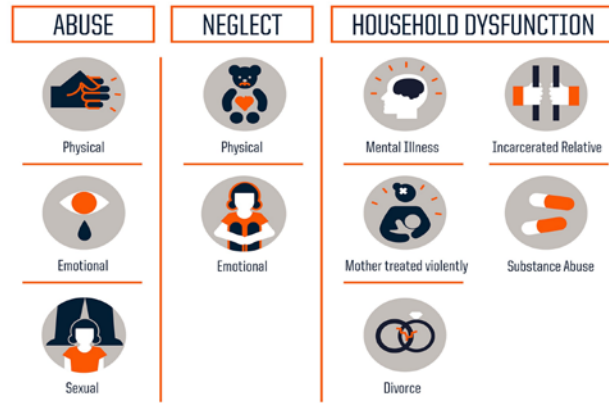 ABUSE
NEGLECT
HOUSEHOLD DYSFUNCTION
Physical
Physical
Mental Illness
Incarcerated Relative
Emotional
Emotional
Mother treated violently
Substance Abuse
Sexual
Divorce